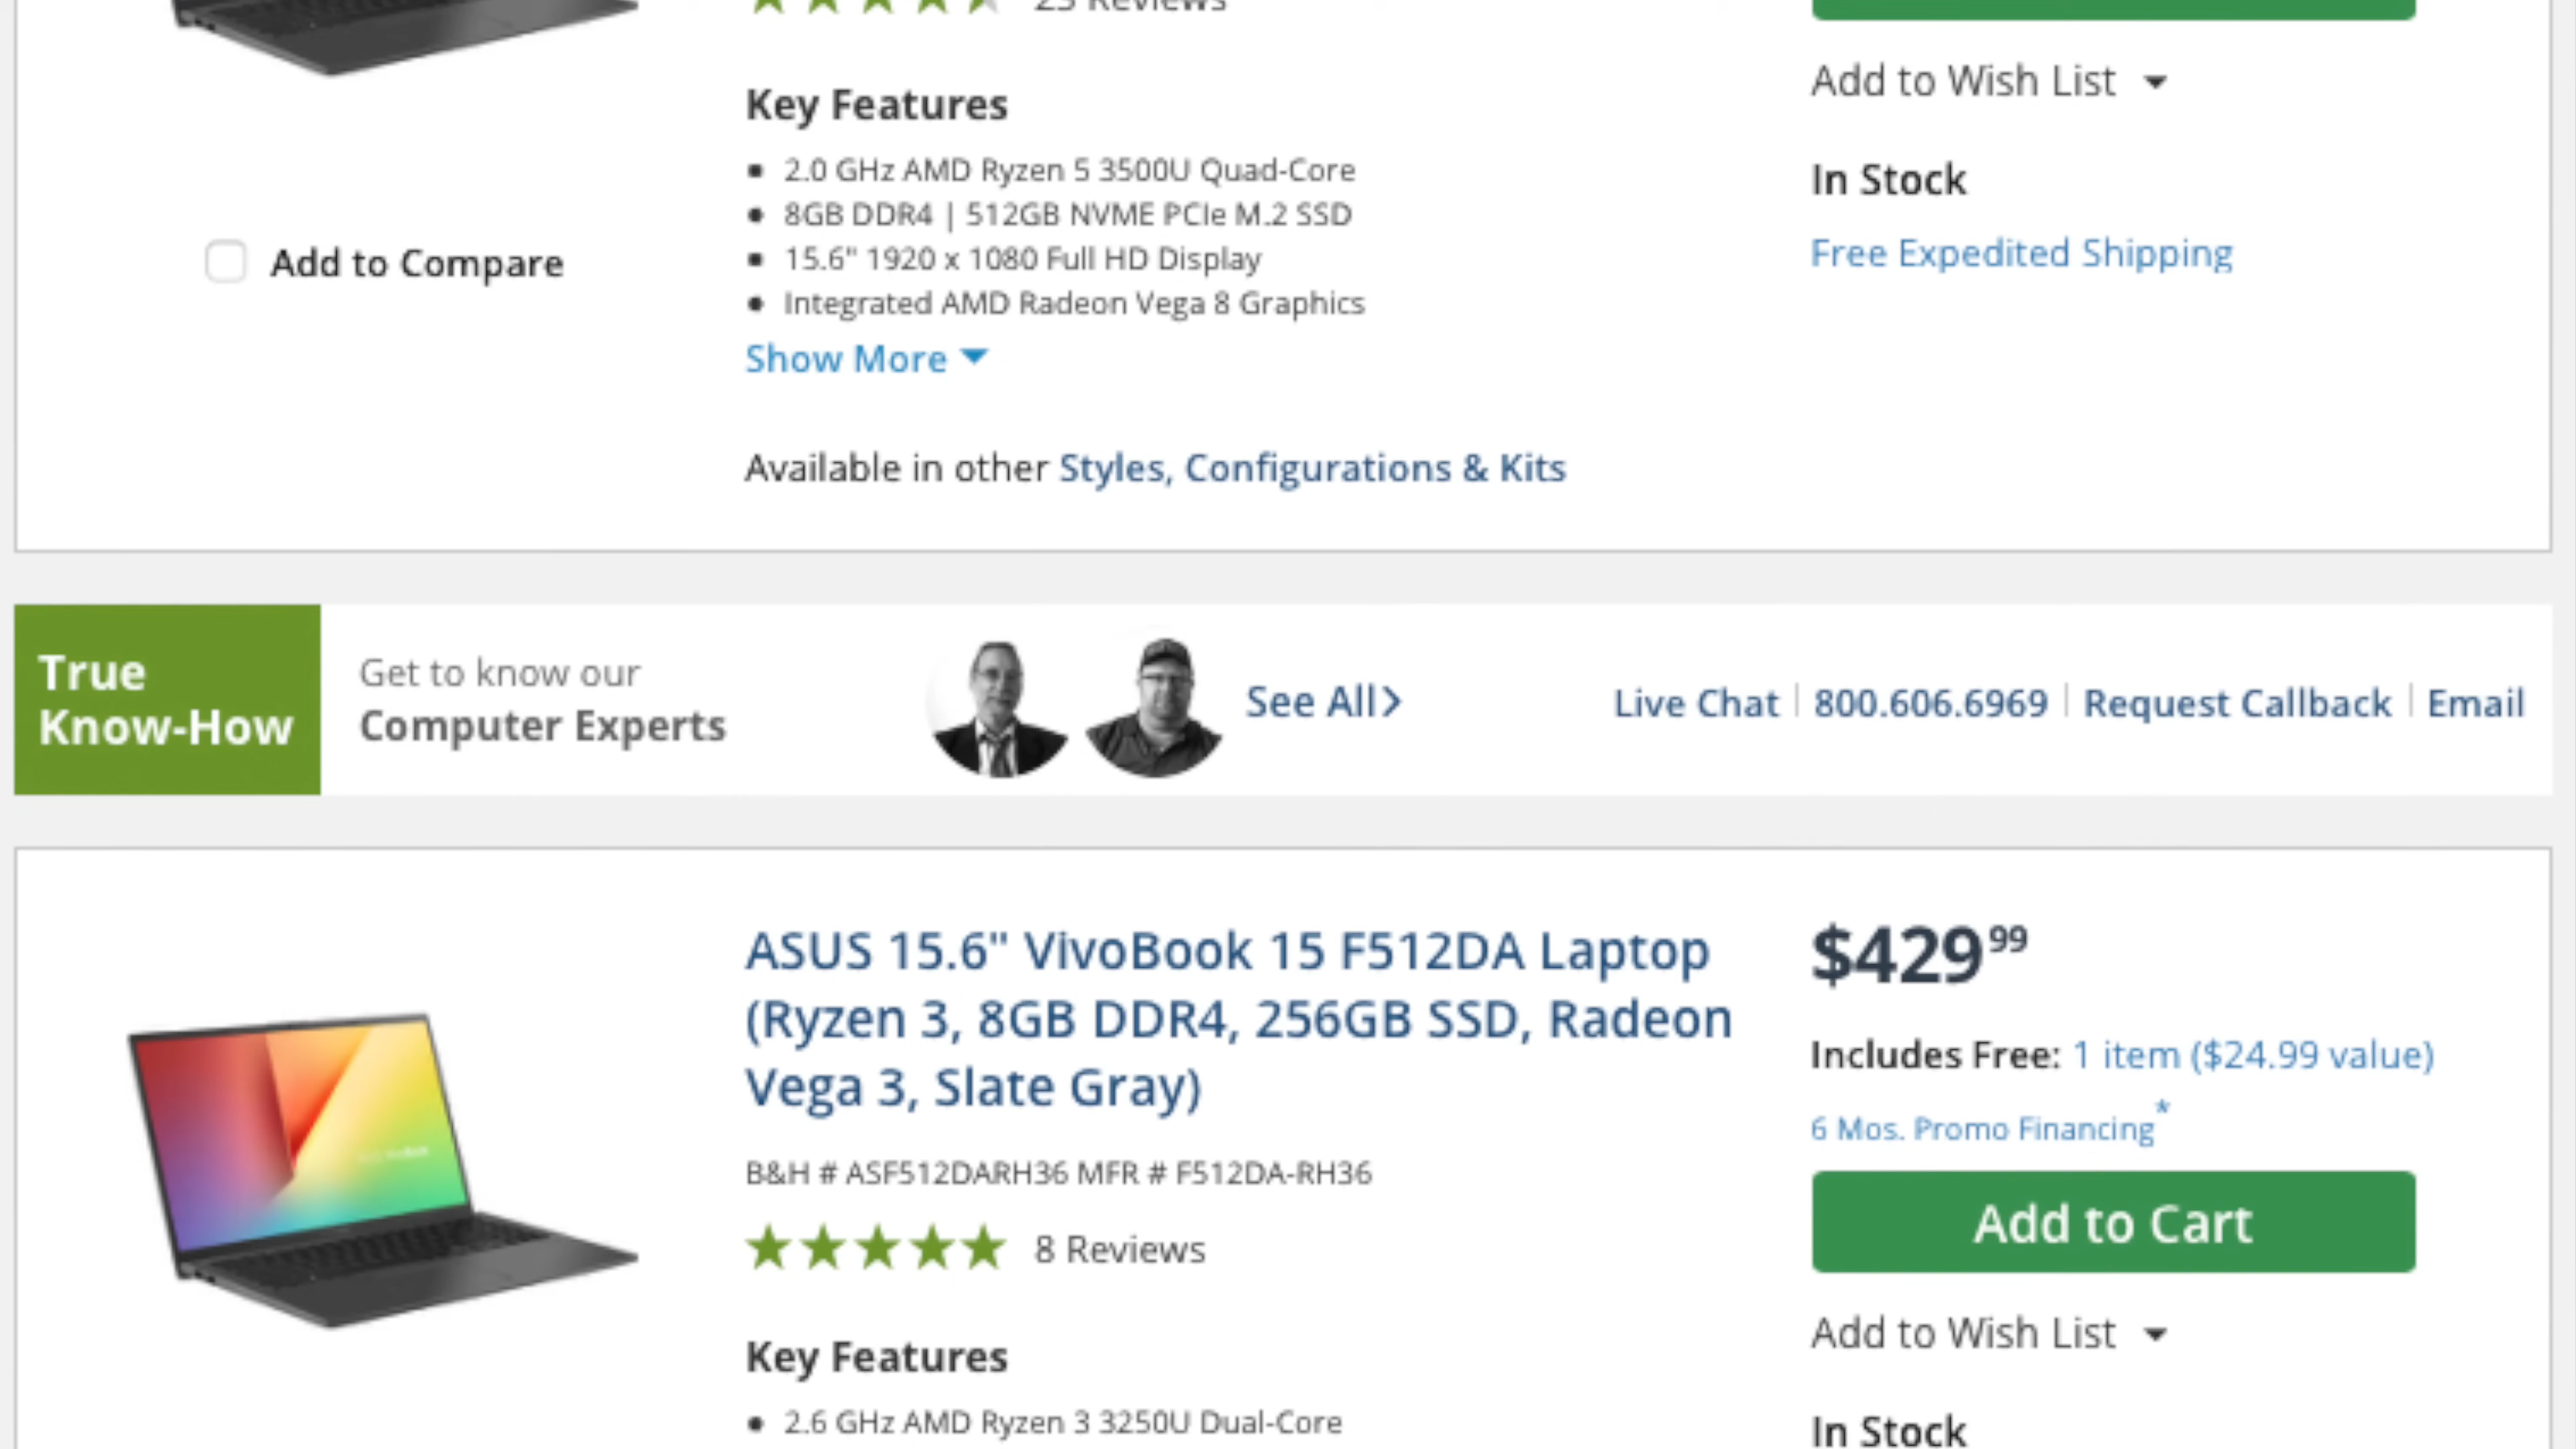 23 Reviews
Add to Wish List
Key Features
2.0 GHz AMD Ryzen 5 3500U Quad-Core
In Stock
8GB DDR4 | 512GB NVME PCIe M.2 SSD
15.6" 1920 x 1080 Full HD Display
Free Expedited Shipping
Add to Compare
Integrated AMD Radeon Vega 8 Graphics
Show More
Available in other Styles, Configurations & Kits
True
Know-How
Get to know our
Computer Experts
See All
Live Chat | 800.606.6969 | Request Callback | Email
ASUS 15.6" VivoBook 15 F512DA Laptop
(Ryzen 3, 8GB DDR4, 256GB SSD, Radeon
Vega 3, Slate Gray)
$429 99
Includes Free: 1 item ($24.99 value)
6 Mos. Promo Financing*
B&H # ASF512DARH36 MFR # F512DA-RH36
Add to Cart
8 Reviews
Add to Wish List
Key Features
2.6 GHz AMD Ryzen 3 3250U Dual-Core
In Stock